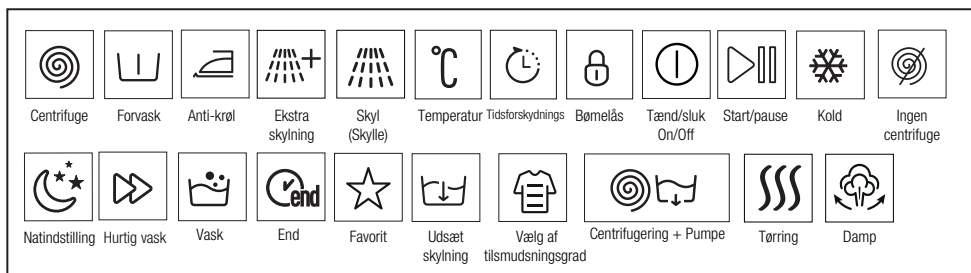 ℃
Centrifuge Forvask Anti-krøl Ekstra skylning Skyl (Skylle) Temperatur Tidsforskydnings Bømelås Tænd/sluk On/Off Start/pause Kold Ingen centrifuge
end
Natindstilling Hurtig vask Vask End Favorit Udsæt skylning Vælg af tilsmudsningsgrad Centrifugering + Pumpe Tørring Damp